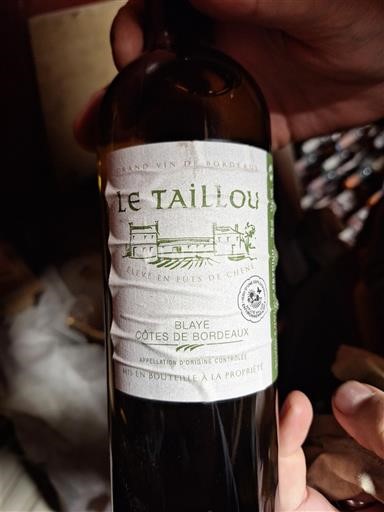 GRAND VIN DE BORDEAUX
LE TAILLOU
ÉLEVÉ EN FÛTS DE CHÊNE
BLAYE
CÔTES DE BORDEAUX
APPELLATION D'ORIGINE CONTRÔLÉE
MIS EN BOUTEILLE À LA PROPRIÉTÉ